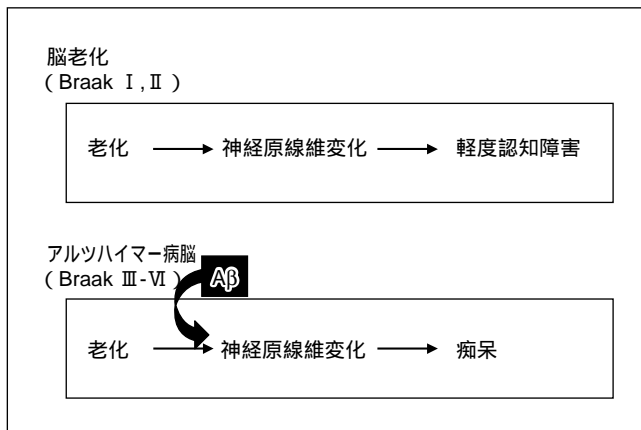 脳老化
( Braak Ⅰ,Ⅱ )
老化 神経原線維変化 軽度認知障害
アルツハイマー病脳
( Braak Ⅲ-Ⅵ ) Aβ
老化 神経原線維変化 痴呆